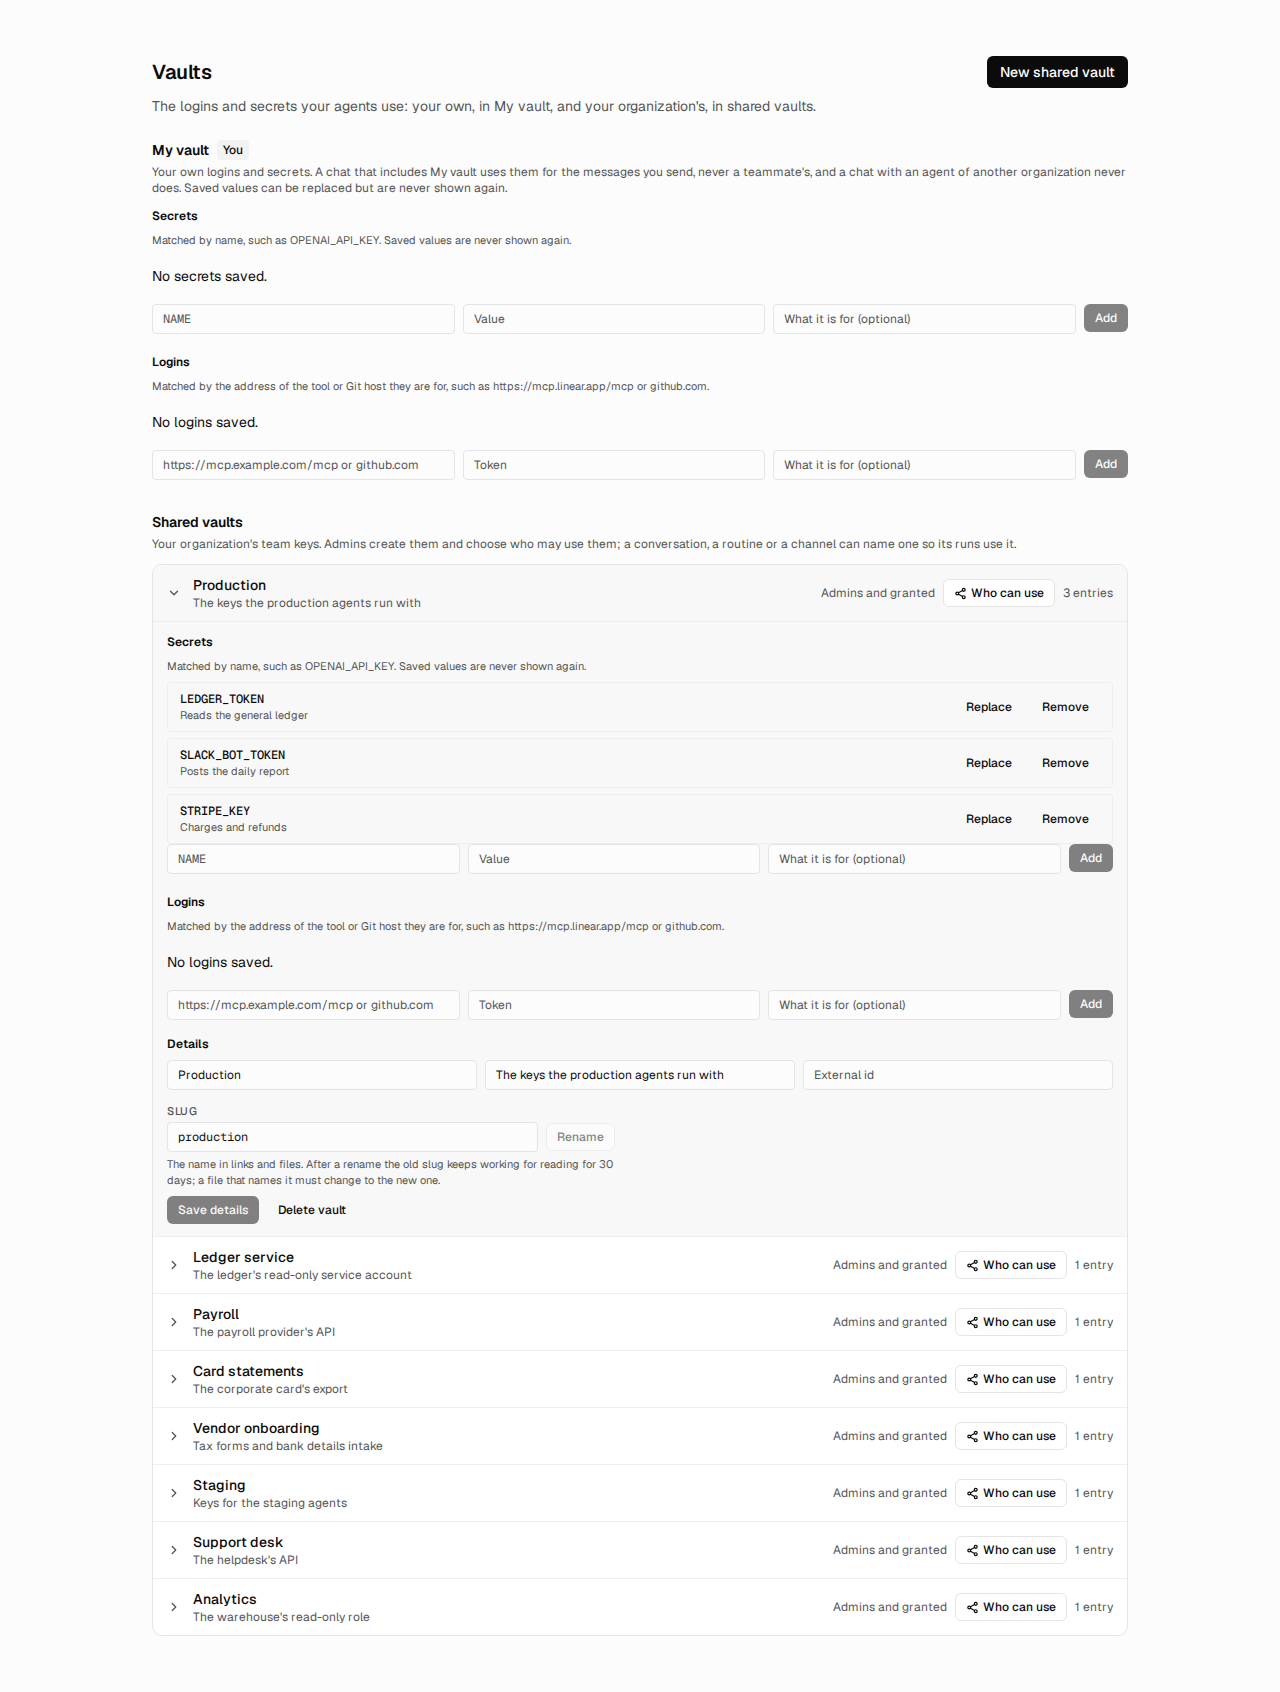 Vaults
New shared vault
The logins and secrets your agents use: your own, in My vault, and your organization's, in shared vaults.
My vault You
Your own logins and secrets. A chat that includes My vault uses them for the messages you send, never a teammate's, and a chat with an agent of another organization never
does. Saved values can be replaced but are never shown again.
Secrets
Matched by name, such as OPENAI_API_KEY. Saved values are never shown again.
No secrets saved.
NAME Value What it is for (optional) Add
Logins
Matched by the address of the tool or Git host they are for, such as https://mcp.linear.app/mcp or github.com.
No logins saved.
https://mcp.example.com/mcp or github.com Token What it is for (optional) Add
Shared vaults
Your organization's team keys. Admins create them and choose who may use them; a conversation, a routine or a channel can name one so its runs use it.
Production
The keys the production agents run with
Admins and granted Who can use 3 entries
Secrets
Matched by name, such as OPENAI_API_KEY. Saved values are never shown again.
LEDGER_TOKEN
Reads the general ledger
Replace Remove
SLACK_BOT_TOKEN
Posts the daily report
Replace Remove
STRIPE_KEY
Charges and refunds
Replace Remove
NAME Value What it is for (optional) Add
Logins
Matched by the address of the tool or Git host they are for, such as https://mcp.linear.app/mcp or github.com.
No logins saved.
https://mcp.example.com/mcp or github.com Token What it is for (optional) Add
Details
Production The keys the production agents run with External id
SLUG
production Rename
The name in links and files. After a rename the old slug keeps working for reading for 30
days; a file that names it must change to the new one.
Save details Delete vault
Ledger service
The ledger's read-only service account
Admins and granted Who can use 1 entry
Payroll
The payroll provider's API
Admins and granted Who can use 1 entry
Card statements
The corporate card's export
Admins and granted Who can use 1 entry
Vendor onboarding
Tax forms and bank details intake
Admins and granted Who can use 1 entry
Staging
Keys for the staging agents
Admins and granted Who can use 1 entry
Support desk
The helpdesk's API
Admins and granted Who can use 1 entry
Analytics
The warehouse's read-only role
Admins and granted Who can use 1 entry